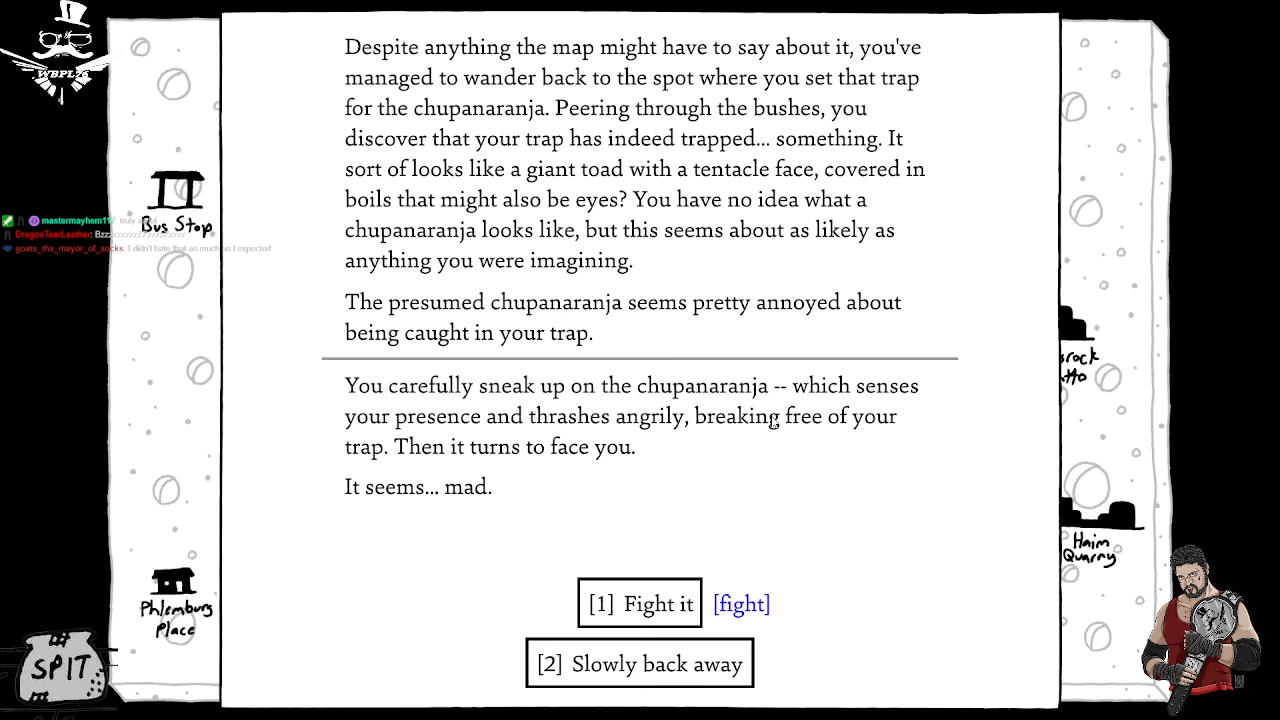 WBPL76
Despite anything the map might have to say about it, you've
managed to wander back to the spot where you set that trap
for the chupanaranja. Peering through the bushes, you
discover that your trap has indeed trapped... something. It
sort of looks like a giant toad with a tentacle face, covered in
boils that might also be eyes? You have no idea what a
chupanaranja looks like, but this seems about as likely as
anything you were imagining.
The presumed chupanaranja seems pretty annoyed about
being caught in your trap.
You carefully sneak up on the chupanaranja -- which senses
your presence and thrashes angrily, breaking free of your
trap. Then it turns to face you.
It seems... mad.
[1] Fight it [fight]
[2] Slowly back away
Bus Stop
mastermayhem117: truly
DragonTearLeather: Bzzzzzzzzzzzzzzzzzzzz
goats_the_mayor_of_socks: I didn't hate that as much as I expected
Phlemburg
Place
SPIT
srock
tto
Haim
Quarry